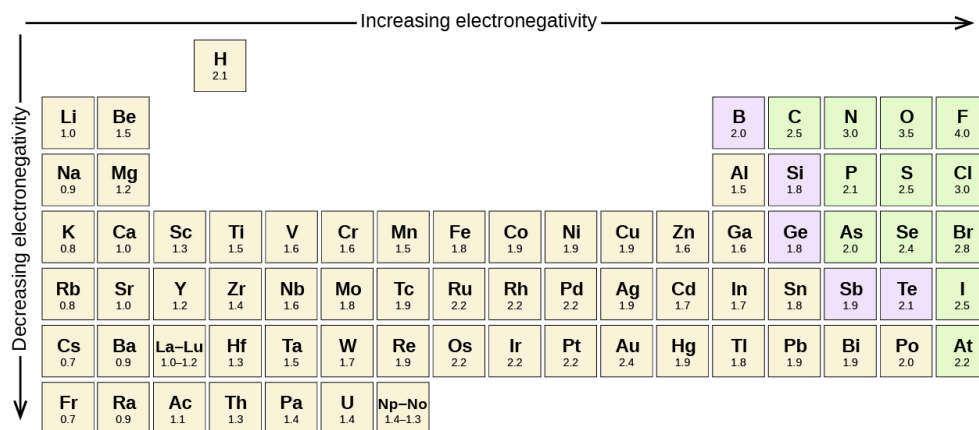 Increasing electronegativity
Decreasing electronegativity
H
2.1
Li Be B C N O F
1.0 1.5 2.0 2.5 3.0 3.5 4.0
Na Mg Al Si P S Cl
0.9 1.2 1.5 1.8 2.1 2.5 3.0
K Ca Sc Ti V Cr Mn Fe Co Ni Cu Zn Ga Ge As Se Br
0.8 1.0 1.3 1.5 1.6 1.6 1.5 1.8 1.9 1.9 1.9 1.6 1.6 1.8 2.0 2.4 2.8
Rb Sr Y Zr Nb Mo Tc Ru Rh Pd Ag Cd In Sn Sb Te I
0.8 1.0 1.2 1.4 1.6 1.8 1.9 2.2 2.2 2.2 1.9 1.7 1.7 1.8 1.9 2.1 2.5
Cs Ba La–Lu Hf Ta W Re Os Ir Pt Au Hg Tl Pb Bi Po At
0.7 0.9 1.0–1.2 1.3 1.5 1.7 1.9 2.2 2.2 2.2 2.4 1.9 1.8 1.9 1.9 2.0 2.2
Fr Ra Ac Th Pa U Np–No
0.7 0.9 1.1 1.3 1.4 1.4 1.4–1.3